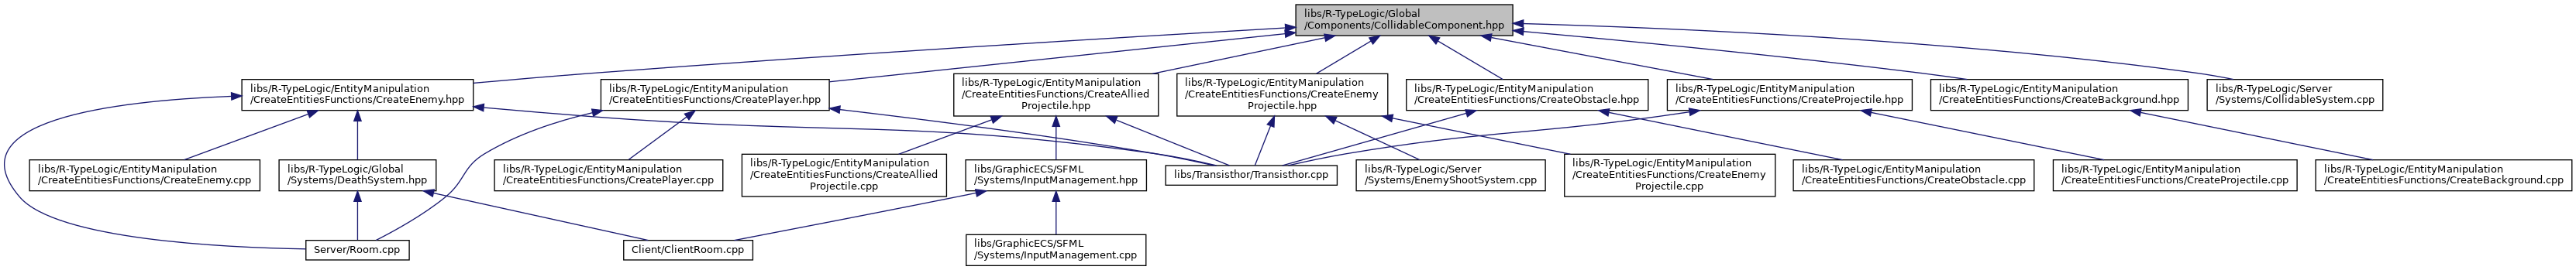 libs/R-TypeLogic/Global
/Components/CollidableComponent.hpp
libs/R-TypeLogic/EntityManipulation
/CreateEntitiesFunctions/CreateEnemy.hpp
libs/R-TypeLogic/EntityManipulation
/CreateEntitiesFunctions/CreatePlayer.hpp
libs/R-TypeLogic/EntityManipulation
/CreateEntitiesFunctions/CreateAllied
Projectile.hpp
libs/R-TypeLogic/EntityManipulation
/CreateEntitiesFunctions/CreateEnemy
Projectile.hpp
libs/R-TypeLogic/EntityManipulation
/CreateEntitiesFunctions/CreateObstacle.hpp
libs/R-TypeLogic/EntityManipulation
/CreateEntitiesFunctions/CreateProjectile.hpp
libs/R-TypeLogic/EntityManipulation
/CreateEntitiesFunctions/CreateBackground.hpp
libs/R-TypeLogic/Server
/Systems/CollidableSystem.cpp
libs/R-TypeLogic/EntityManipulation
/CreateEntitiesFunctions/CreateEnemy.cpp
libs/R-TypeLogic/Global
/Systems/DeathSystem.hpp
libs/R-TypeLogic/EntityManipulation
/CreateEntitiesFunctions/CreatePlayer.cpp
libs/R-TypeLogic/EntityManipulation
/CreateEntitiesFunctions/CreateAllied
Projectile.cpp
libs/GraphicECS/SFML
/Systems/InputManagement.hpp
libs/Transisthor/Transisthor.cpp
libs/R-TypeLogic/Server
/Systems/EnemyShootSystem.cpp
libs/R-TypeLogic/EntityManipulation
/CreateEntitiesFunctions/CreateEnemy
Projectile.cpp
libs/R-TypeLogic/EntityManipulation
/CreateEntitiesFunctions/CreateObstacle.cpp
libs/R-TypeLogic/EntityManipulation
/CreateEntitiesFunctions/CreateProjectile.cpp
libs/R-TypeLogic/EntityManipulation
/CreateEntitiesFunctions/CreateBackground.cpp
Server/Room.cpp
Client/ClientRoom.cpp
libs/GraphicECS/SFML
/Systems/InputManagement.cpp